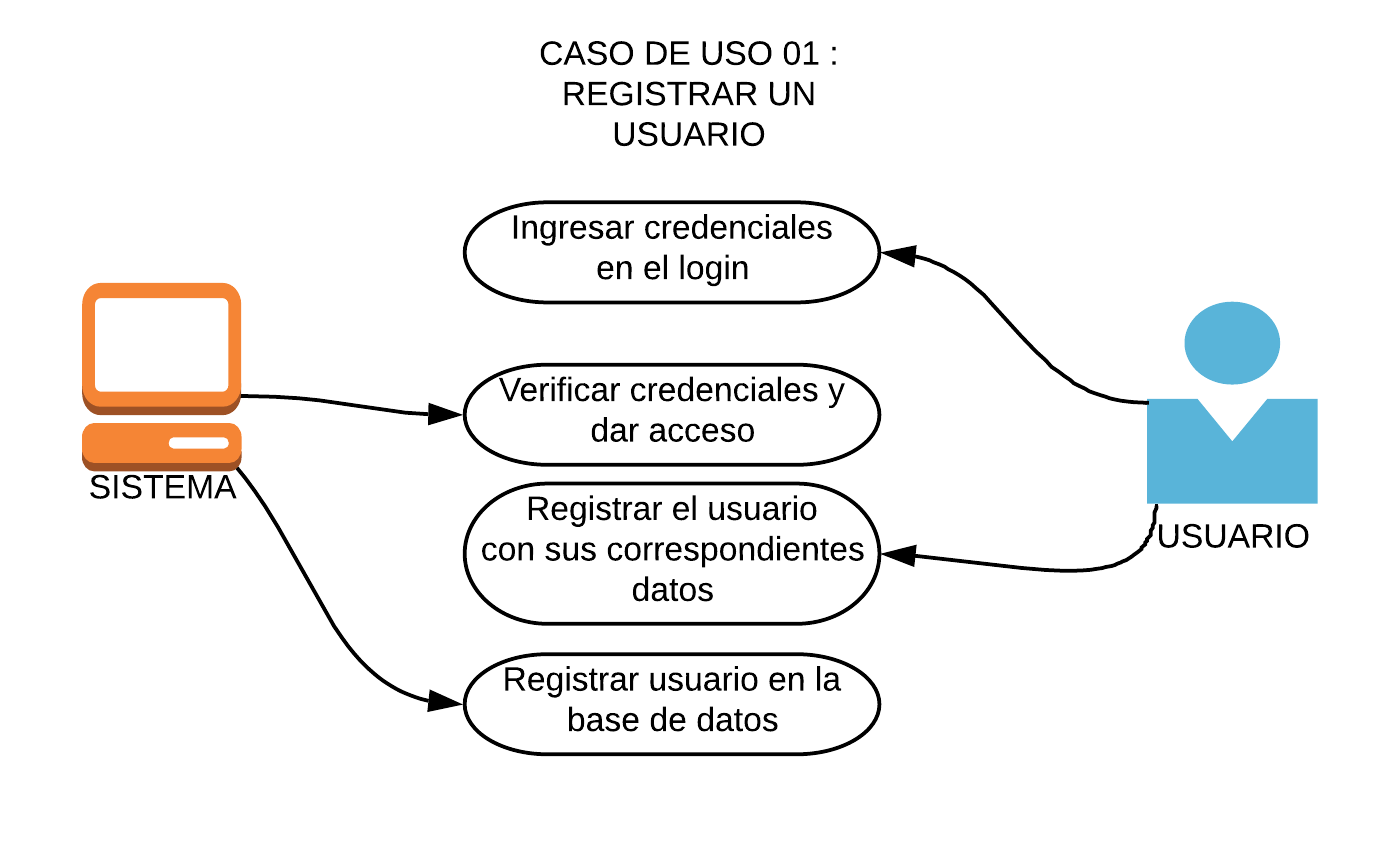 CASO DE USO 01 :
REGISTRAR UN
USUARIO
Ingresar credenciales
en el login
Verificar credenciales y
dar acceso
SISTEMA
Registrar el usuario
con sus correspondientes
datos
USUARIO
Registrar usuario en la
base de datos